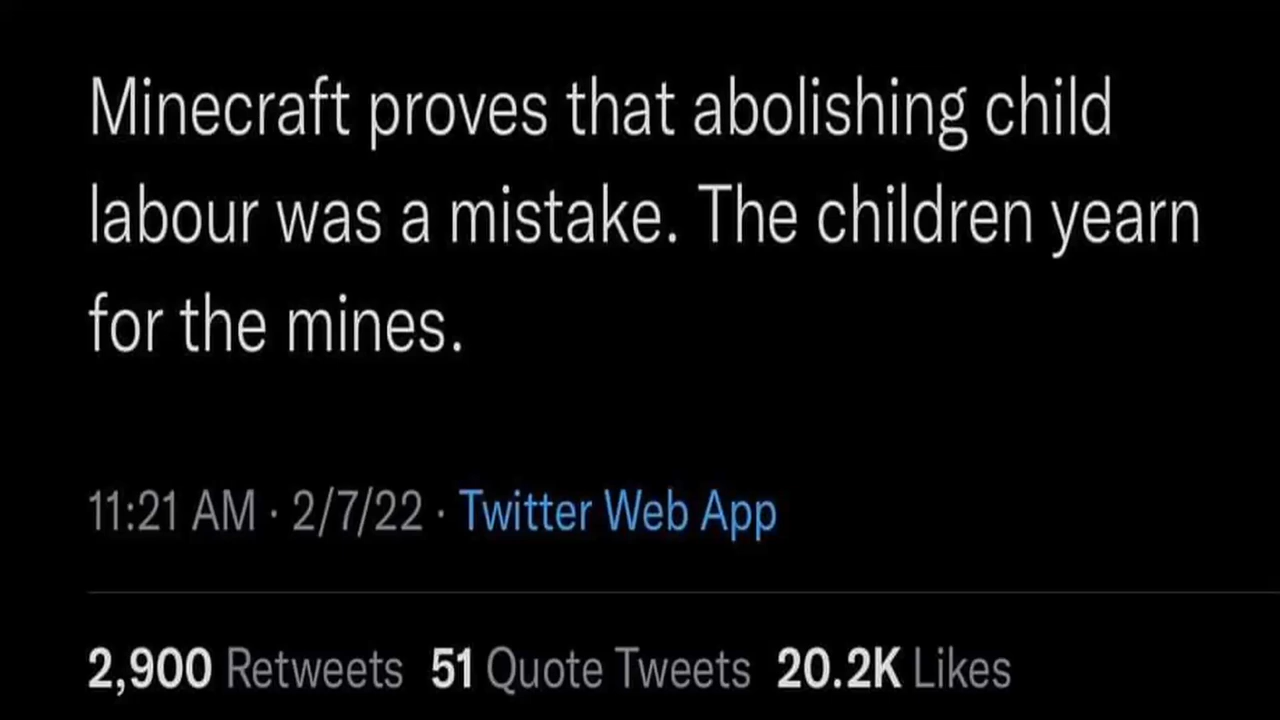 Minecraft proves that abolishing child
labour was a mistake. The children yearn
for the mines.
11:21 AM · 2/7/22 · Twitter Web App
2,900 Retweets 51 Quote Tweets 20.2K Likes